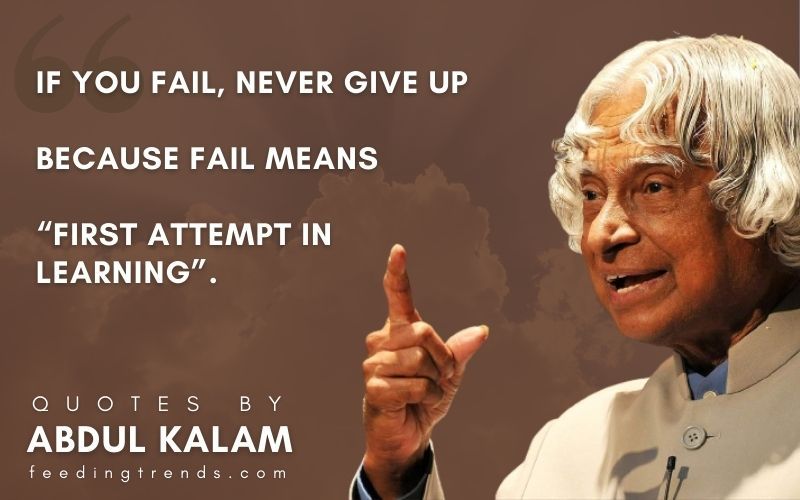 IF YOU FAIL, NEVER GIVE UP
BECAUSE FAIL MEANS
“FIRST ATTEMPT IN
LEARNING”.
QUOTES BY
ABDUL KALAM
feedingtrends.com